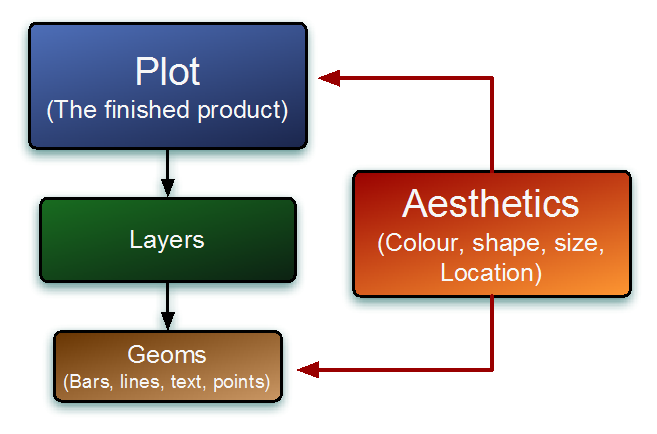 Plot
(The finished product)
Layers
Geoms
(Bars, lines, text, points)
Aesthetics
(Colour, shape, size,
Location)